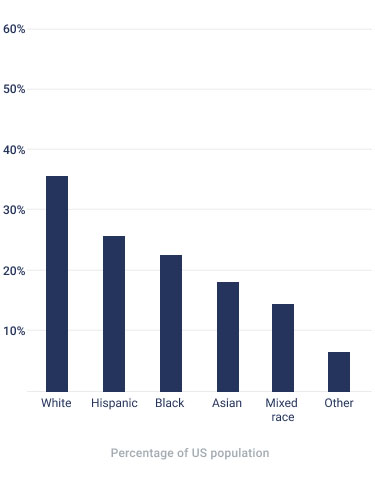 60%
50%
40%
30%
20%
10%
White
Hispanic
Black
Asian
Mixed
race
Other
Percentage of US population